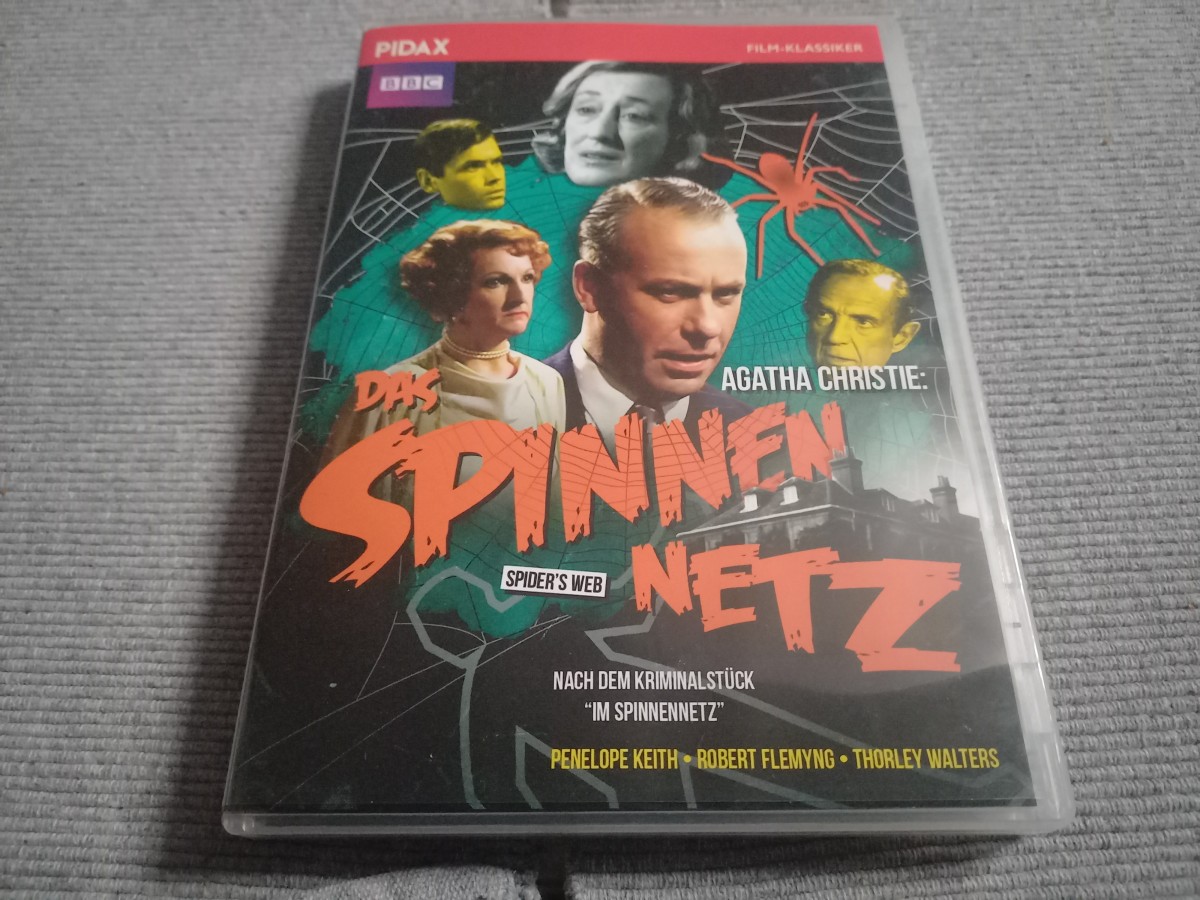 PIDAX
FILM-KLASSIKER
BBC
AGATHA CHRISTIE:
DAS
SPINNEN
NETZ
SPIDER'S WEB
NACH DEM KRIMINALSTÜCK
"IM SPINNENNETZ"
PENELOPE KEITH • ROBERT FLEMYNG • THORLEY WALTERS